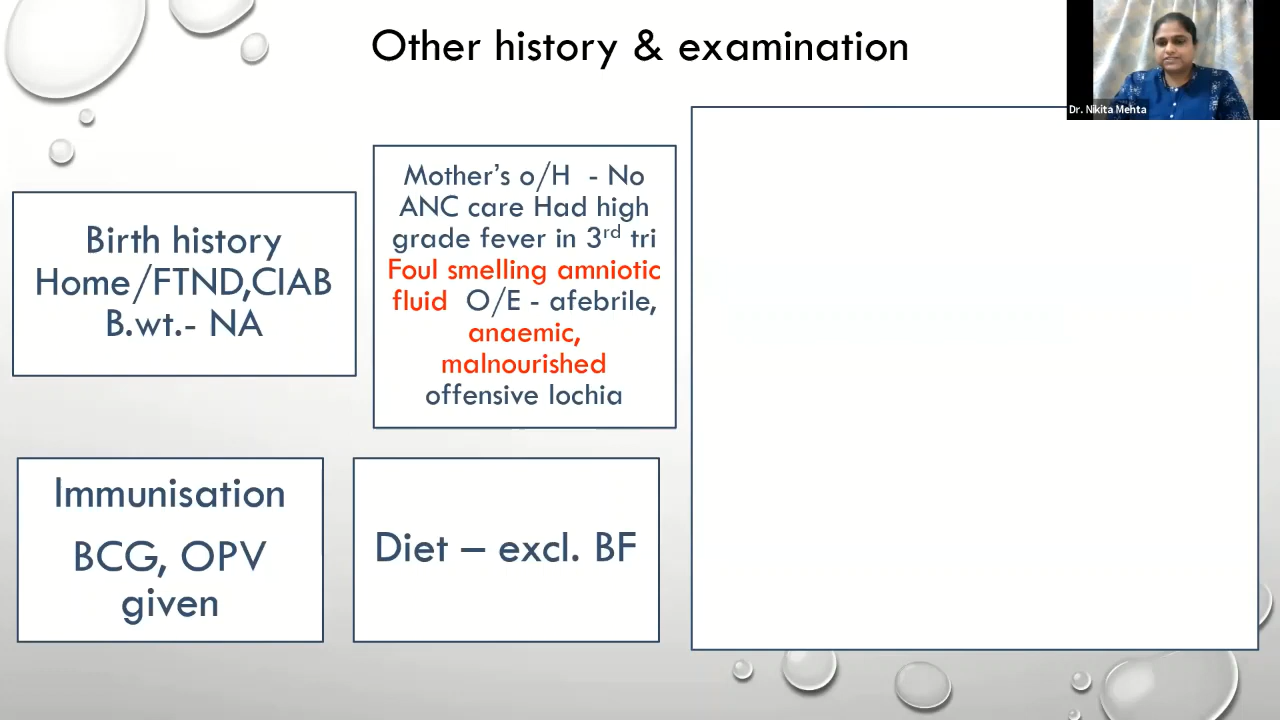 Other history & examination
Dr. Nikita Mehta
Birth history
Home/FTND,CIAB
B.wt.- NA
Mother’s o/H - No
ANC care Had high
grade fever in 3rd tri
Foul smelling amniotic
fluid O/E - afebrile,
anaemic,
malnourished
offensive lochia
Immunisation
BCG, OPV
given
Diet – excl. BF